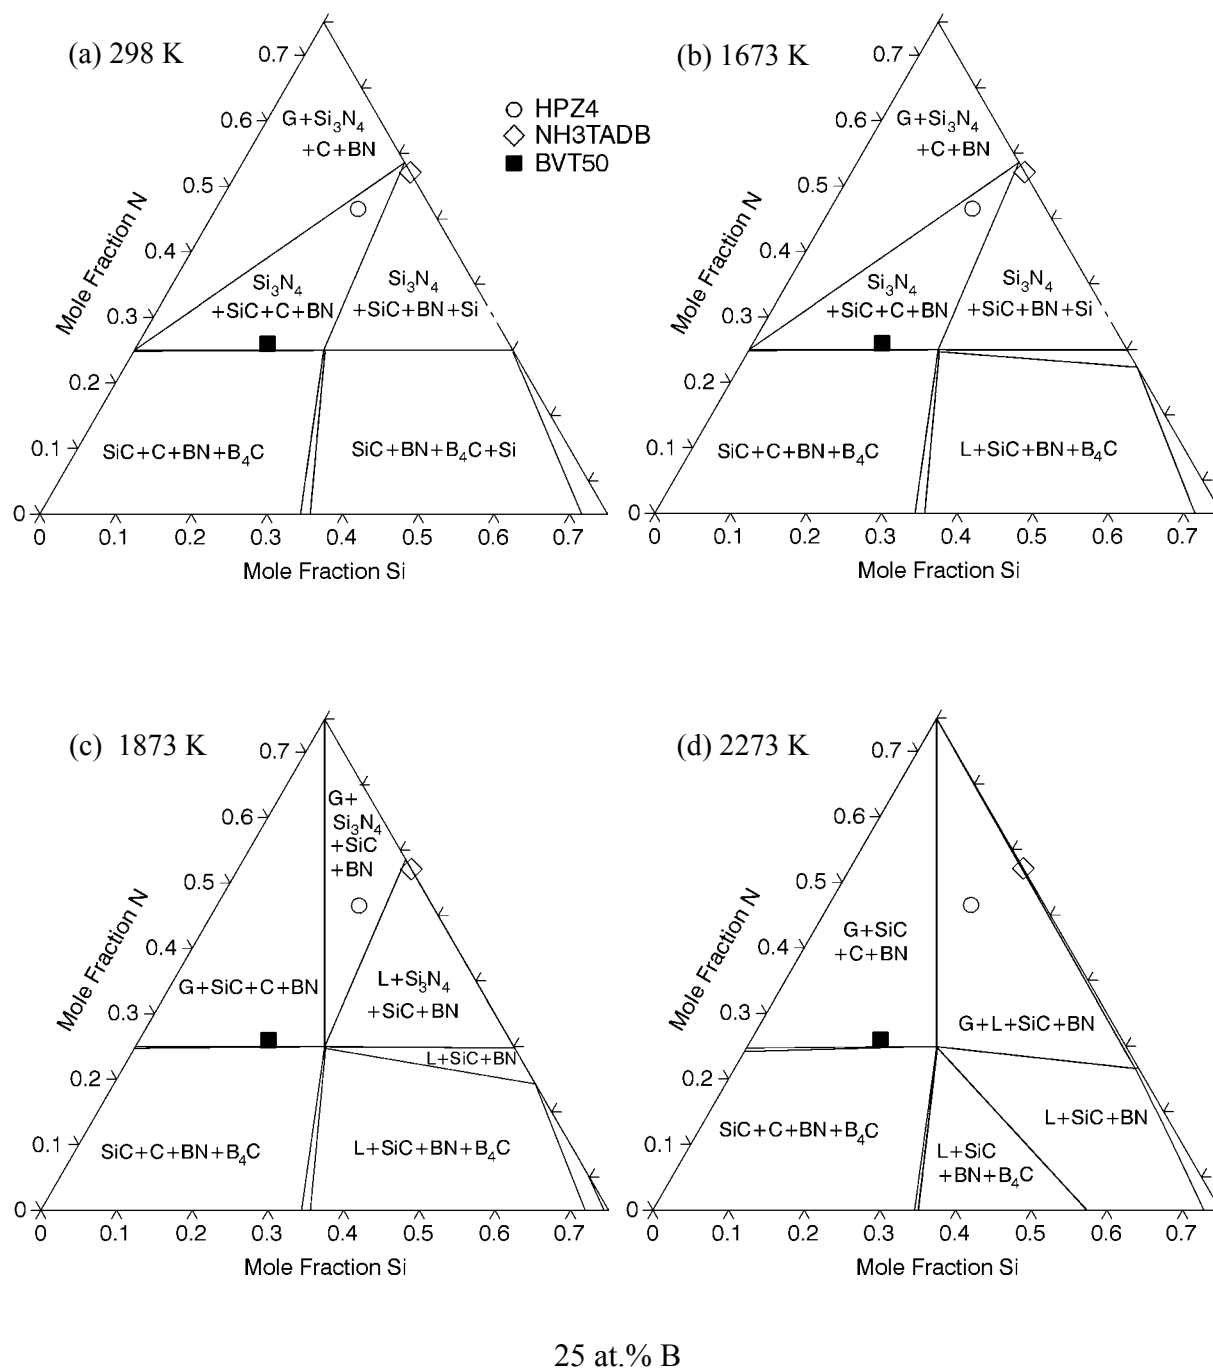 (a) 298 K
0.7
0.6
0.5
0.4
0.3
0.2
0.1
0
Mole Fraction N
G+Si₃N₄
+C+BN
Si₃N₄
+SiC+C+BN
Si₃N₄
+SiC+BN+Si
SiC+C+BN+B₄C
SiC+BN+B₄C+Si
0 0.1 0.2 0.3 0.4 0.5 0.6 0.7
Mole Fraction Si
HPZ4
NH3TADB
BVT50
(b) 1673 K
0.7
0.6
0.5
0.4
0.3
0.2
0.1
0
Mole Fraction N
G+Si₃N₄
+C+BN
Si₃N₄
+SiC+C+BN
Si₃N₄
+SiC+BN+Si
SiC+C+BN+B₄C
L+SiC+BN+B₄C
0 0.1 0.2 0.3 0.4 0.5 0.6 0.7
Mole Fraction Si
(c) 1873 K
0.7
0.6
0.5
0.4
0.3
0.2
0.1
0
Mole Fraction N
G+
Si₃N₄
+SiC
+BN
G+SiC+C+BN
L+Si₃N₄
+SiC+BN
L+SiC+BN
SiC+C+BN+B₄C
L+SiC+BN+B₄C
0 0.1 0.2 0.3 0.4 0.5 0.6 0.7
Mole Fraction Si
(d) 2273 K
0.7
0.6
0.5
0.4
0.3
0.2
0.1
0
Mole Fraction N
G+SiC
+C+BN
G+L+SiC+BN
L+SiC+BN
SiC+C+BN+B₄C
L+SiC
+BN+B₄C
0 0.1 0.2 0.3 0.4 0.5 0.6 0.7
Mole Fraction Si
25 at.% B